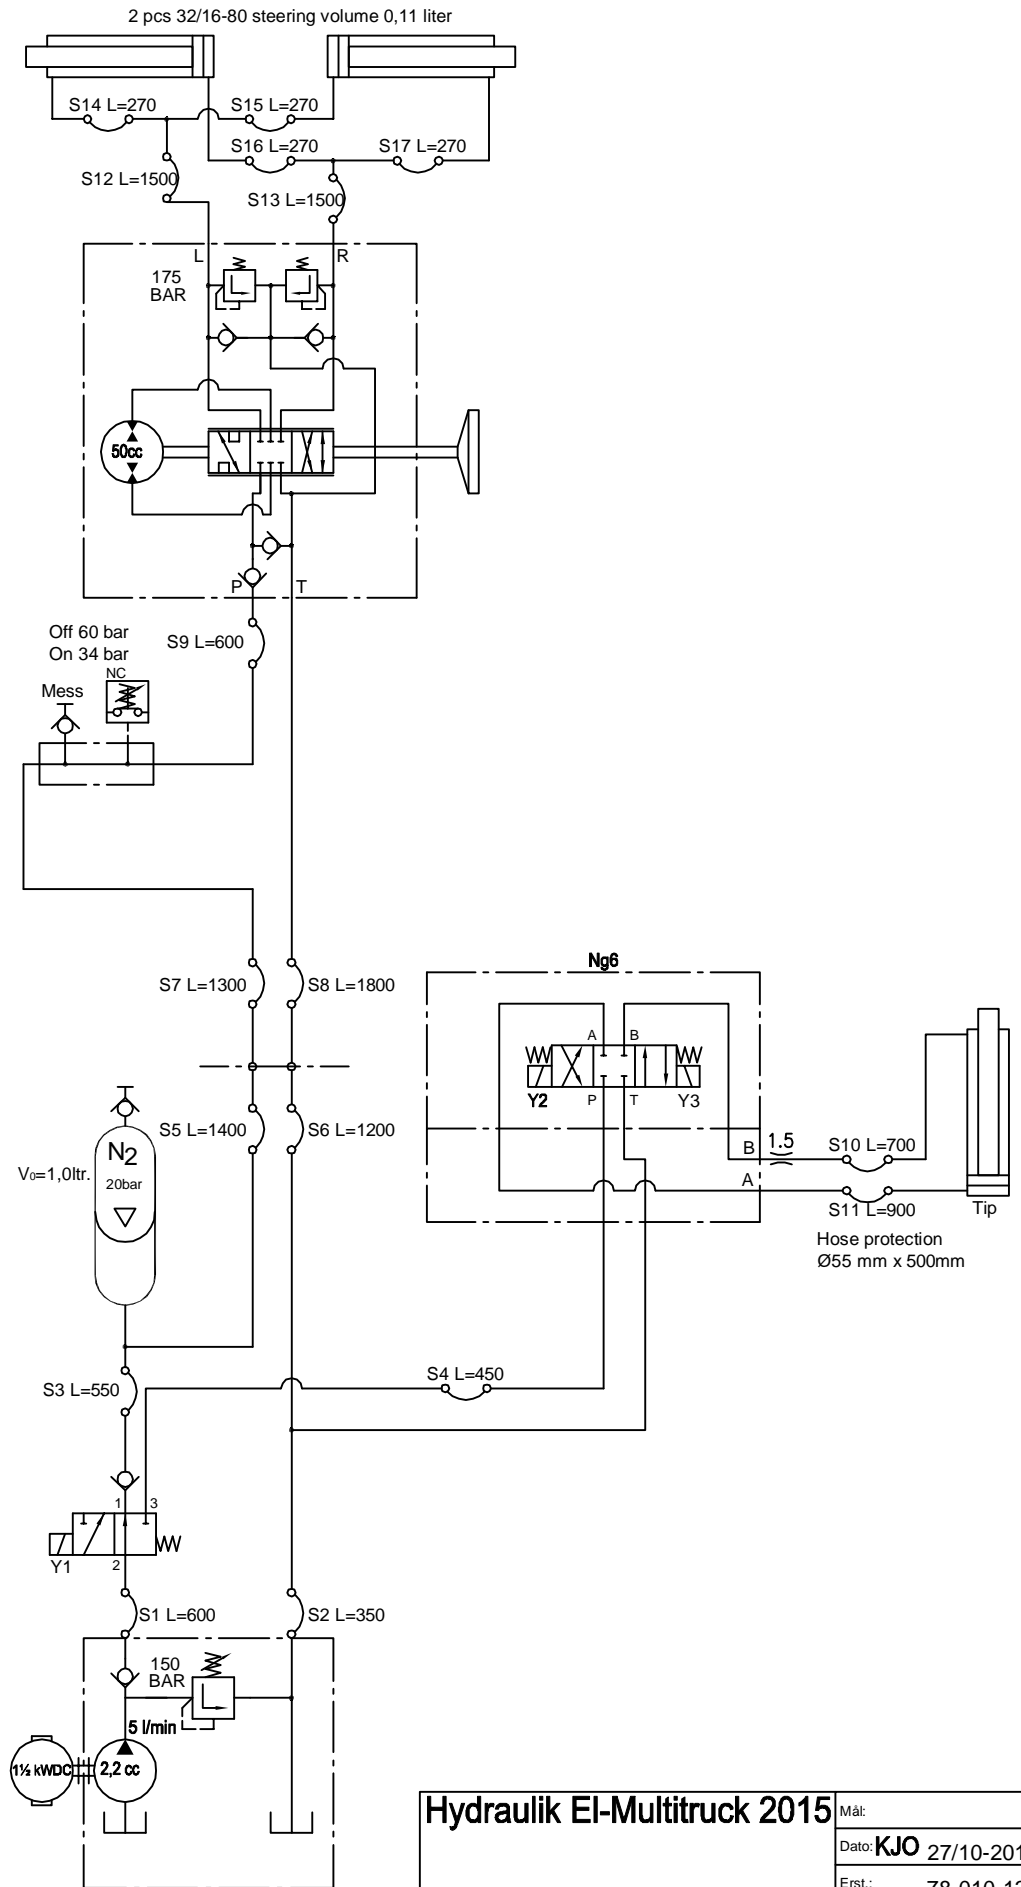 2 pcs 32/16-80 steering volume 0,11 liter
S14 L=270
S15 L=270
S16 L=270
S17 L=270
S12 L=1500
S13 L=1500
L
R
175
BAR
50cc
P
T
Off 60 bar
On 34 bar
S9 L=600
NC
Mess
Ng6
S7 L=1300
S8 L=1800
A
B
Y2
P
T
Y3
N2
20bar
V0=1,0ltr.
S5 L=1400
S6 L=1200
B
1.5
S10 L=700
A
S11 L=900
Tip
Hose protection
Ø55 mm x 500mm
S4 L=450
S3 L=550
1
3
Y1
2
S1 L=600
S2 L=350
150
BAR
5 l/min
1½ kWDC
2,2 cc
Hydraulik El-Multitruck 2015
Mål:
Dato: KJO 27/10-201
Erst.: